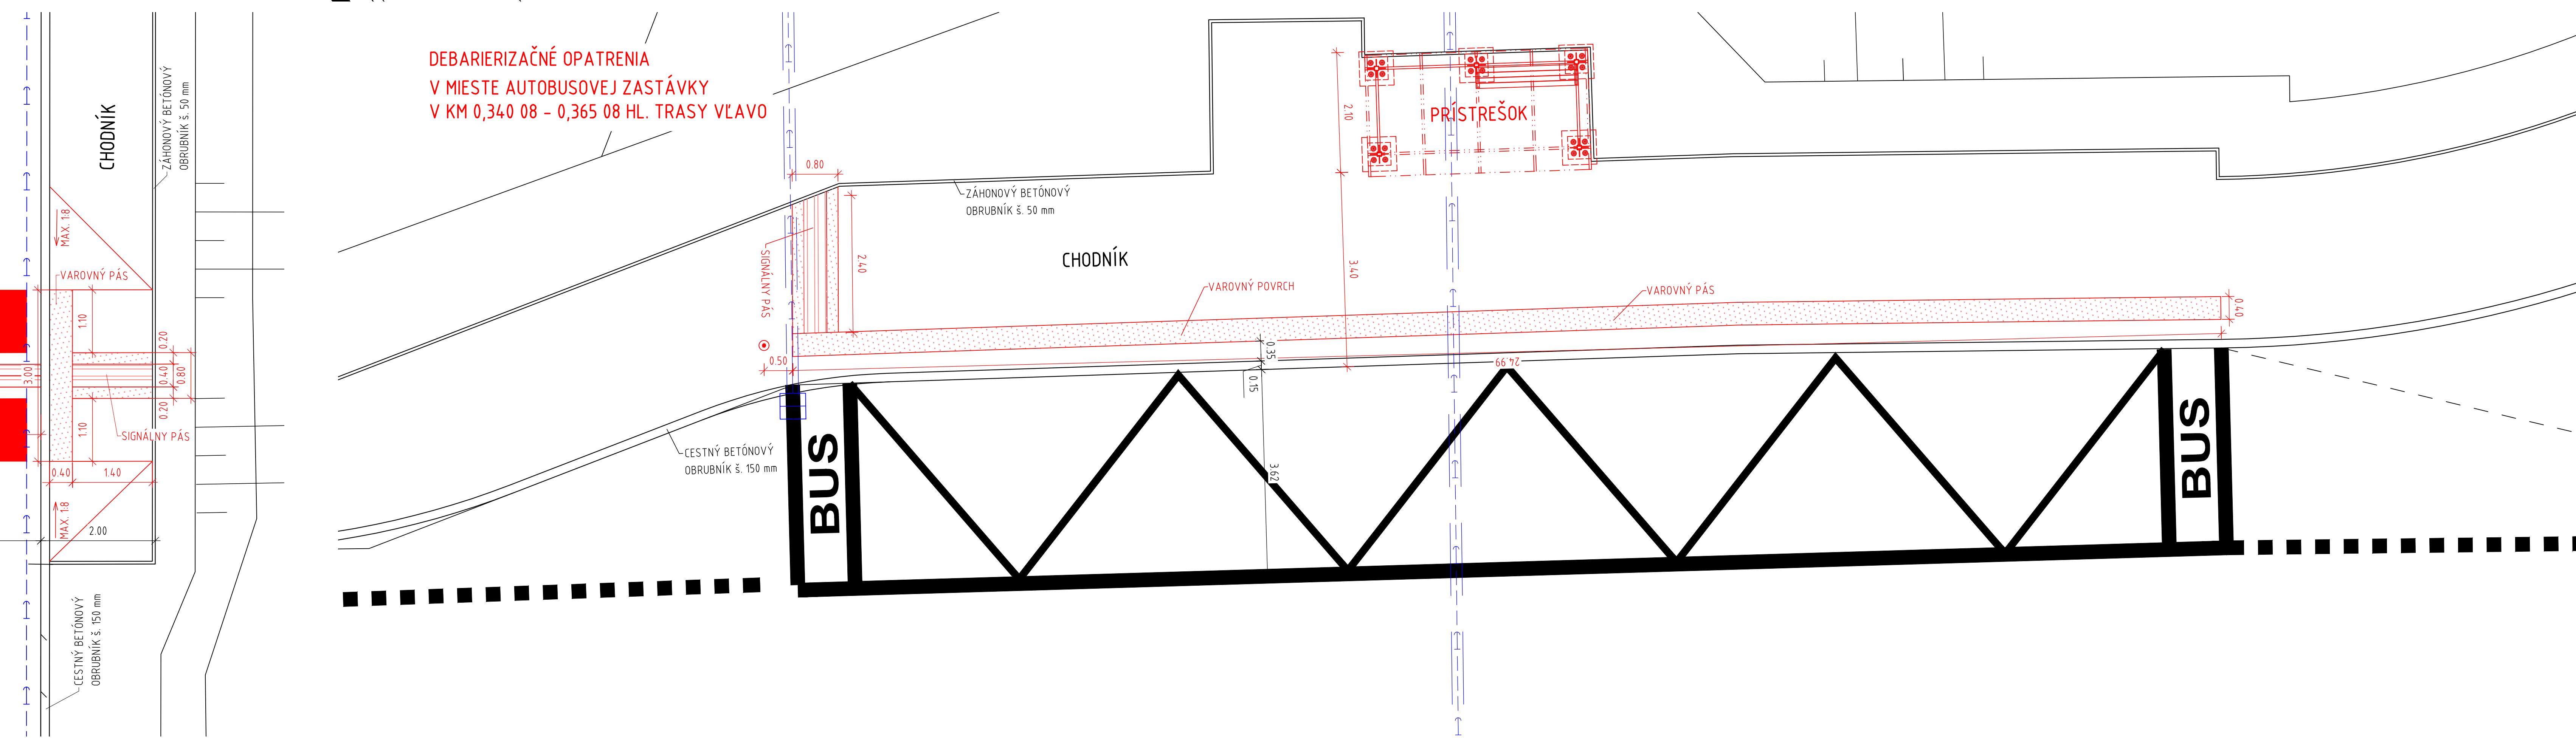 CHODNÍK
ZÁHONOVÝ BETÓNOVÝ
OBRUBNÍK š. 50 mm
MAX. 1:8
VAROVNÝ PÁS
1.10
0.20
3.00
0.40
0.80
0.20
1.10
SIGNÁLNY PÁS
0.40
1.40
MAX. 1:8
2.00
CESTNÝ BETÓNOVÝ
OBRUBNÍK š. 150 mm
DEBARIERIZAČNÉ OPATRENIA
V MIESTE AUTOBUSOVEJ ZASTÁVKY
V KM 0,340 08 – 0,365 08 HL. TRASY VĽAVO
0.80
ZÁHONOVÝ BETÓNOVÝ
OBRUBNÍK š. 50 mm
SIGNÁLNY PÁS
2.40
CHODNÍK
2.10
PRÍSTREŠOK
3.40
VAROVNÝ POVRCH
VAROVNÝ PÁS
0.40
0.50
0.35
0.15
24.99
CESTNÝ BETÓNOVÝ
OBRUBNÍK š. 150 mm
BUS
3.62
BUS